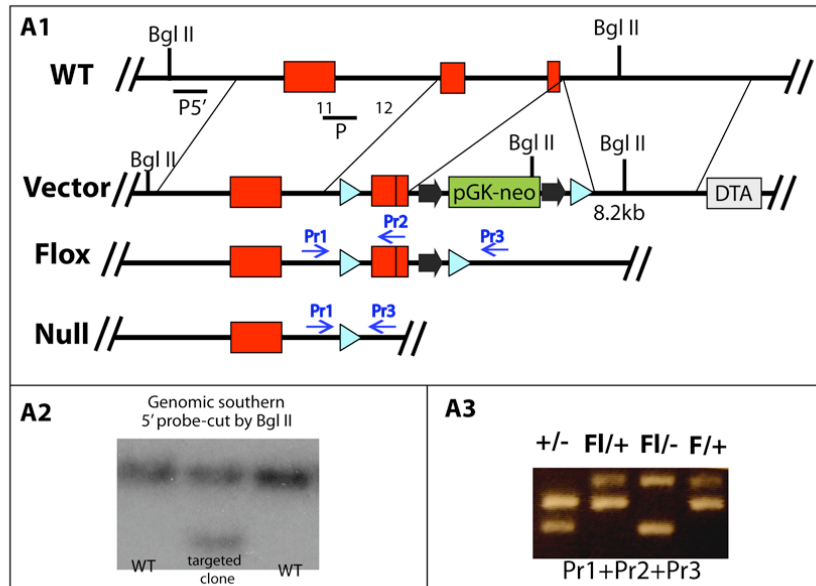 A1
Bgl II
Bgl II
WT
P5'
11
P
12
Bgl II
Bgl II
Vector
pGK-neo
DTA
8.2kb
Pr2
Pr1
Pr3
Flox
Pr1
Pr3
Null
A2
Genomic southern
5' probe-cut by Bgl II
WT
targeted
clone
WT
A3
+/- Fl/+ Fl/- F/+
Pr1+Pr2+Pr3